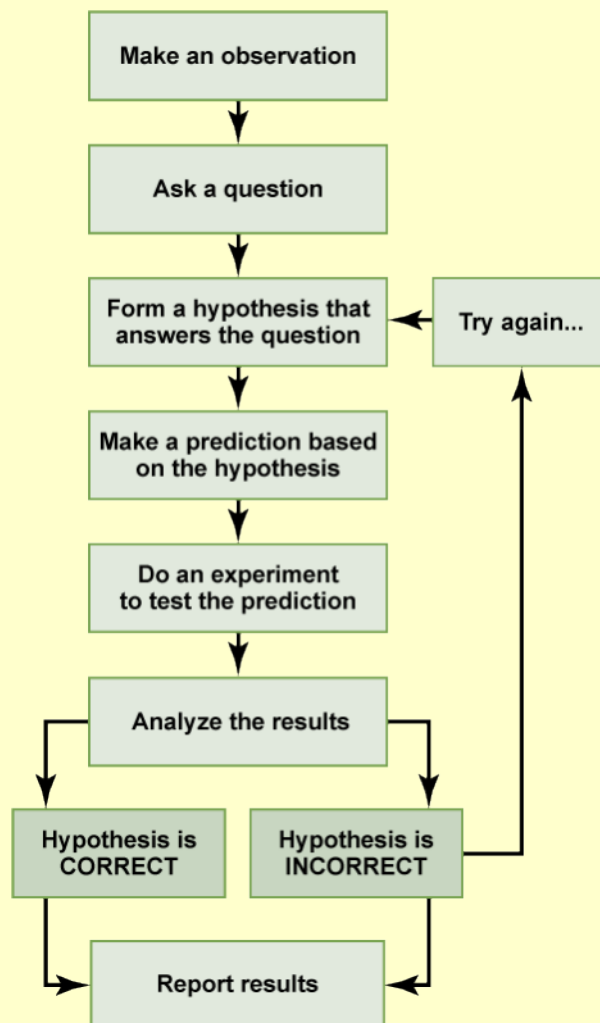 Make an observation
Ask a question
Form a hypothesis that
answers the question
Try again...
Make a prediction based
on the hypothesis
Do an experiment
to test the prediction
Analyze the results
Hypothesis is
CORRECT
Hypothesis is
INCORRECT
Report results